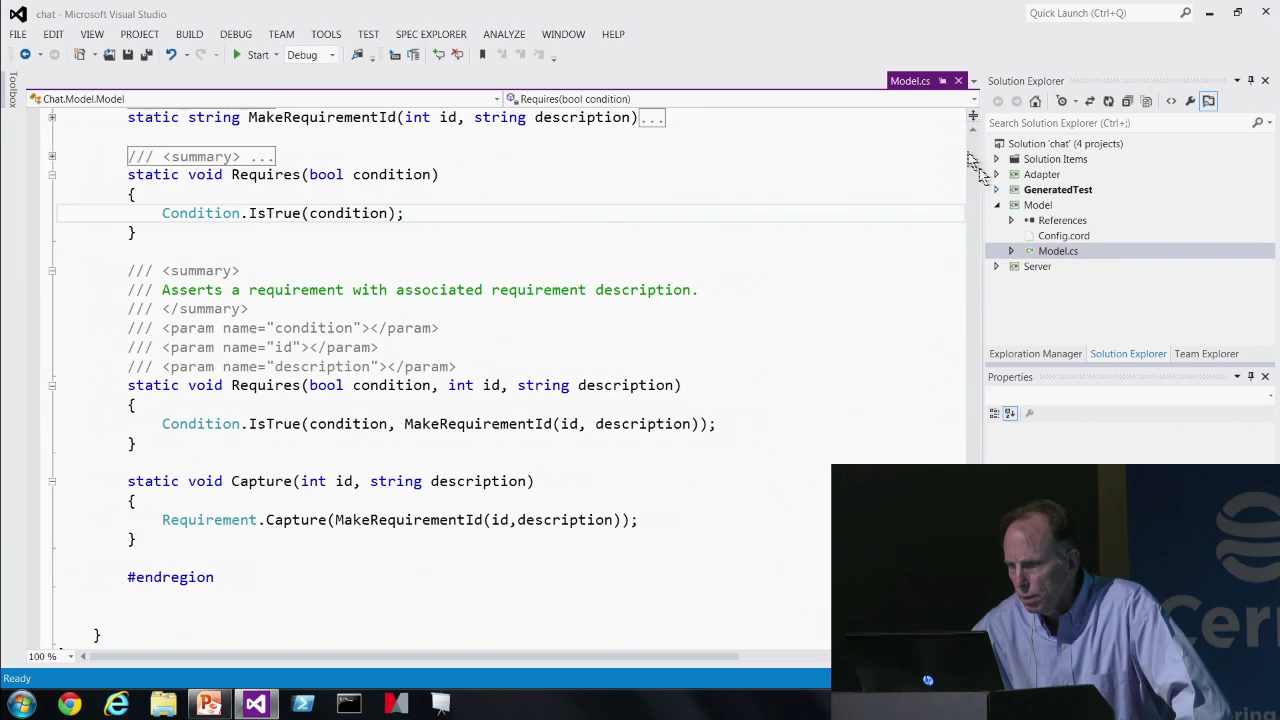 chat - Microsoft Visual Studio
Quick Launch (Ctrl+Q)
FILE EDIT VIEW PROJECT BUILD DEBUG TEAM TOOLS TEST SPEC EXPLORER ANALYZE WINDOW HELP
Start Debug
Toolbox
Model.cs
Chat.Model.Model
Requires(bool condition)
static string MakeRequirementId(int id, string description)...
/// <summary> ...
static void Requires(bool condition)
{
Condition.IsTrue(condition);
}
/// <summary>
/// Asserts a requirement with associated requirement description.
/// </summary>
/// <param name="condition"></param>
/// <param name="id"></param>
/// <param name="description"></param>
static void Requires(bool condition, int id, string description)
{
Condition.IsTrue(condition, MakeRequirementId(id, description));
}
static void Capture(int id, string description)
{
Requirement.Capture(MakeRequirementId(id,description));
}
#endregion
}
100 %
Ready
Solution Explorer
Search Solution Explorer (Ctrl+;)
Solution 'chat' (4 projects)
Solution Items
Adapter
GeneratedTest
Model
References
Config.cord
Model.cs
Server
Exploration Manager Solution Explorer Team Explorer
Properties
hp
Cerner
ering